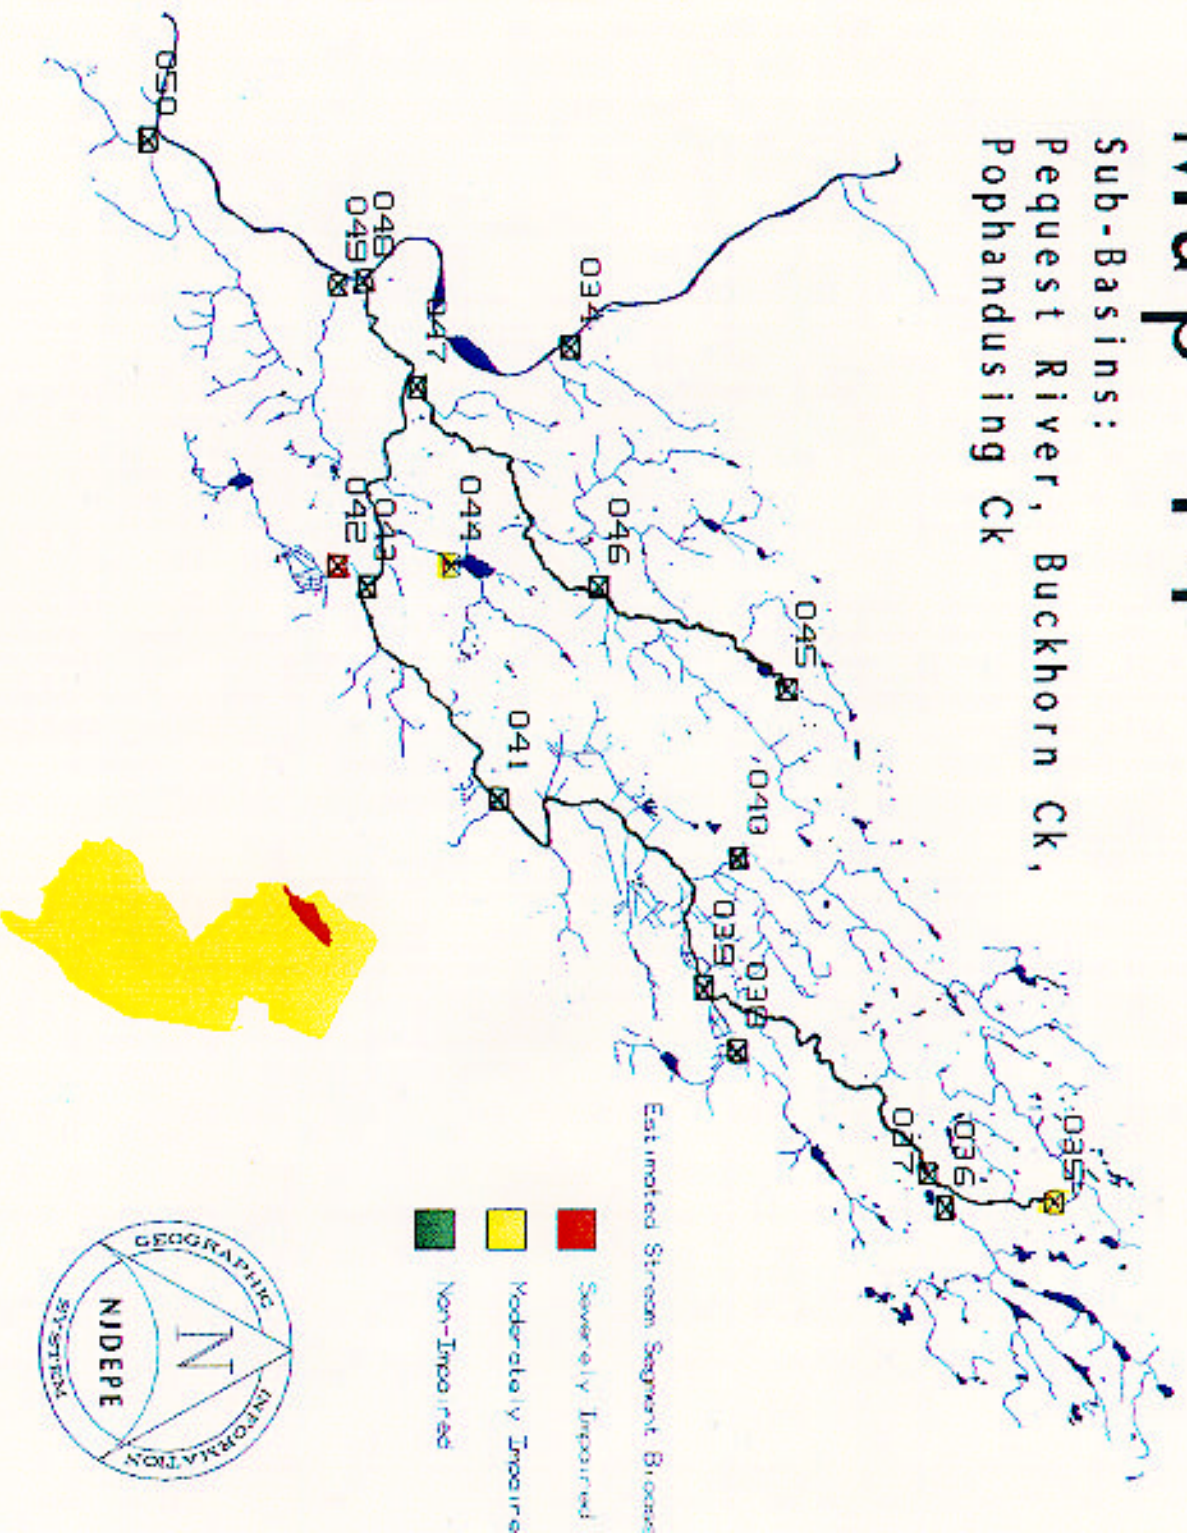 Sub-Basins:
Pequest River, Buckhorn Ck,
Pophandusing Ck
050
048
049
034
047
042
043
044
046
045
041
040
039
037
036
035
Estimated Stream Segment
Severely Impaired
Moderately Impaire
Non-Impaired
GEOGRAPHIC
INFORMATION
SYSTEM
N
NJDEPE